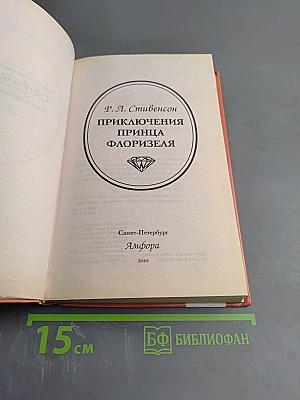 Р. Л. Стивенсон
ПРИКЛЮЧЕНИЯ
ПРИНЦА
ФЛОРИЗЕЛЯ
Санкт-Петербург
Амфора
2010
15 см
БФ БИБЛИОФАН